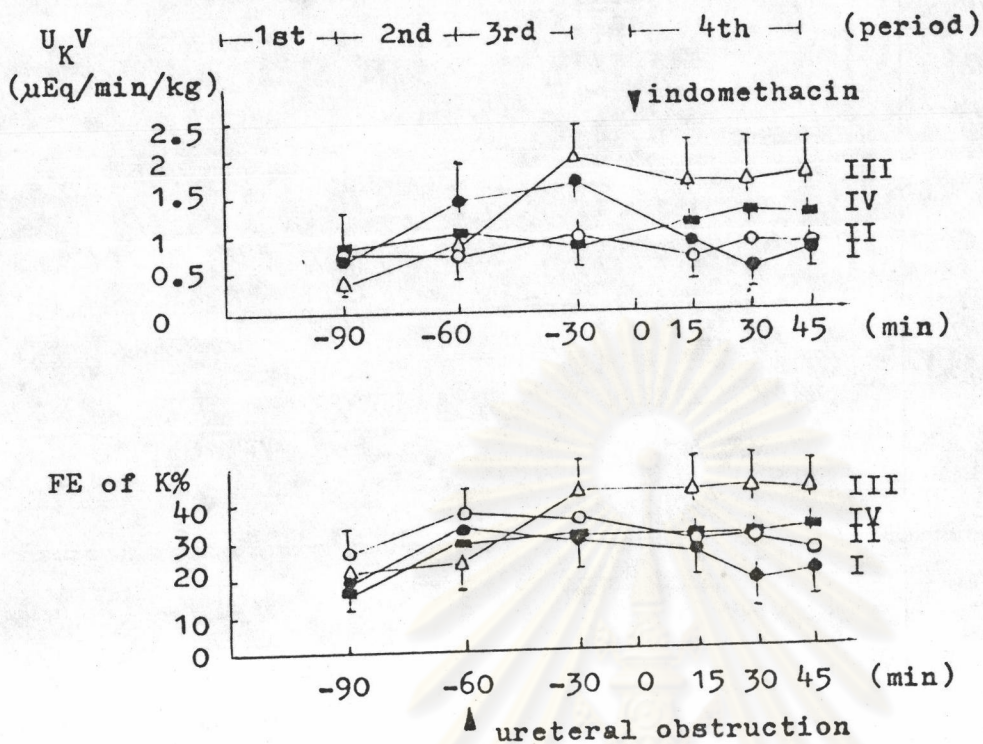 U_K V ⊢1st⊣ 2nd ⊢3rd⊣ ⊢4th⊣ (period)
(µEq/min/kg) indomethacin
2.5
2
1.5
1
0.5
0
III
IV
II
I
-90 -60 -30 0 15 30 45 (min)
FE of K%
40
30
20
10
0
III
IV
II
I
-90 -60 -30 0 15 30 45 (min)
ureteral obstruction